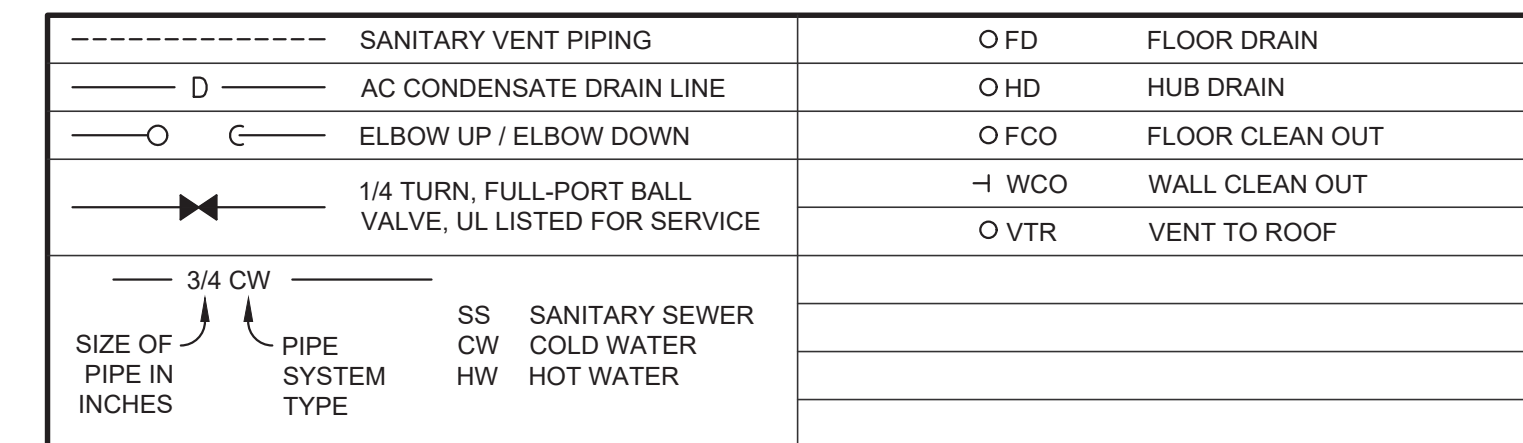 SANITARY VENT PIPING
D AC CONDENSATE DRAIN LINE
ELBOW UP / ELBOW DOWN
1/4 TURN, FULL-PORT BALL
VALVE, UL LISTED FOR SERVICE
3/4 CW
SIZE OF
PIPE IN
INCHES
PIPE
SYSTEM
TYPE
SS SANITARY SEWER
CW COLD WATER
HW HOT WATER
FD FLOOR DRAIN
HD HUB DRAIN
FCO FLOOR CLEAN OUT
WCO WALL CLEAN OUT
VTR VENT TO ROOF